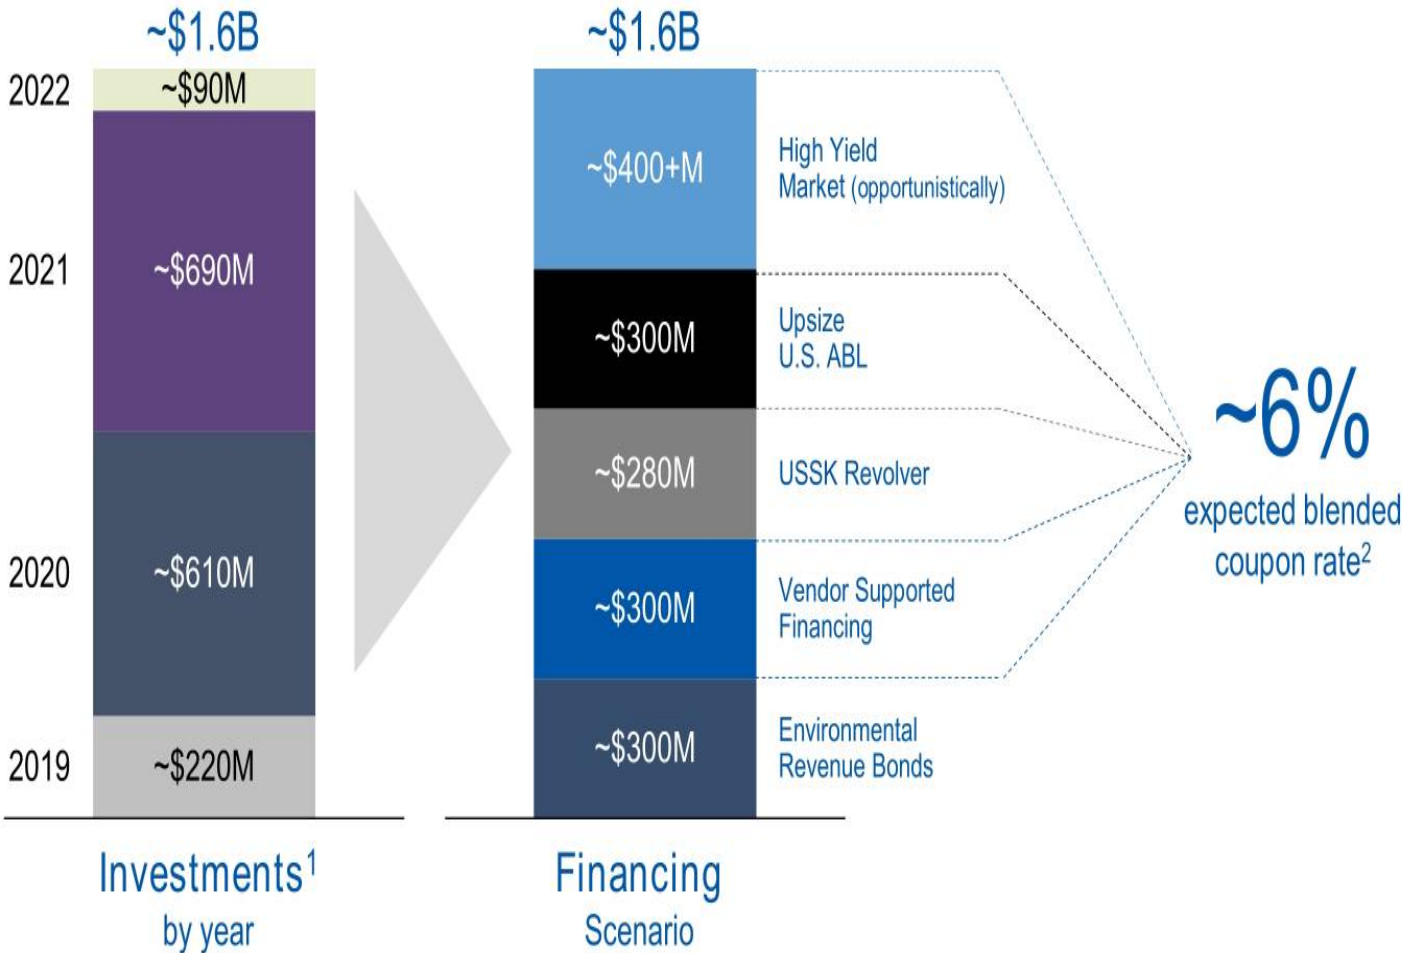 ~$1.6B
2022
~$90M
2021
~$690M
2020
~$610M
2019
~$220M
Investments¹
by year
~$1.6B
~$400+M
High Yield
Market (opportunistically)
~$300M
Upsize
U.S. ABL
~$280M
USSK Revolver
~$300M
Vendor Supported
Financing
~$300M
Environmental
Revenue Bonds
Financing
Scenario
~6%
expected blended
coupon rate²